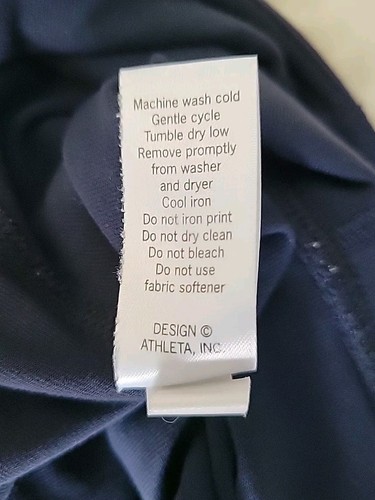 Machine wash cold
Gentle cycle
Tumble dry low
Remove promptly
from washer
and dryer
Cool iron
Do not iron print
Do not dry clean
Do not bleach
Do not use
fabric softener
DESIGN ©
ATHLETA, INC.